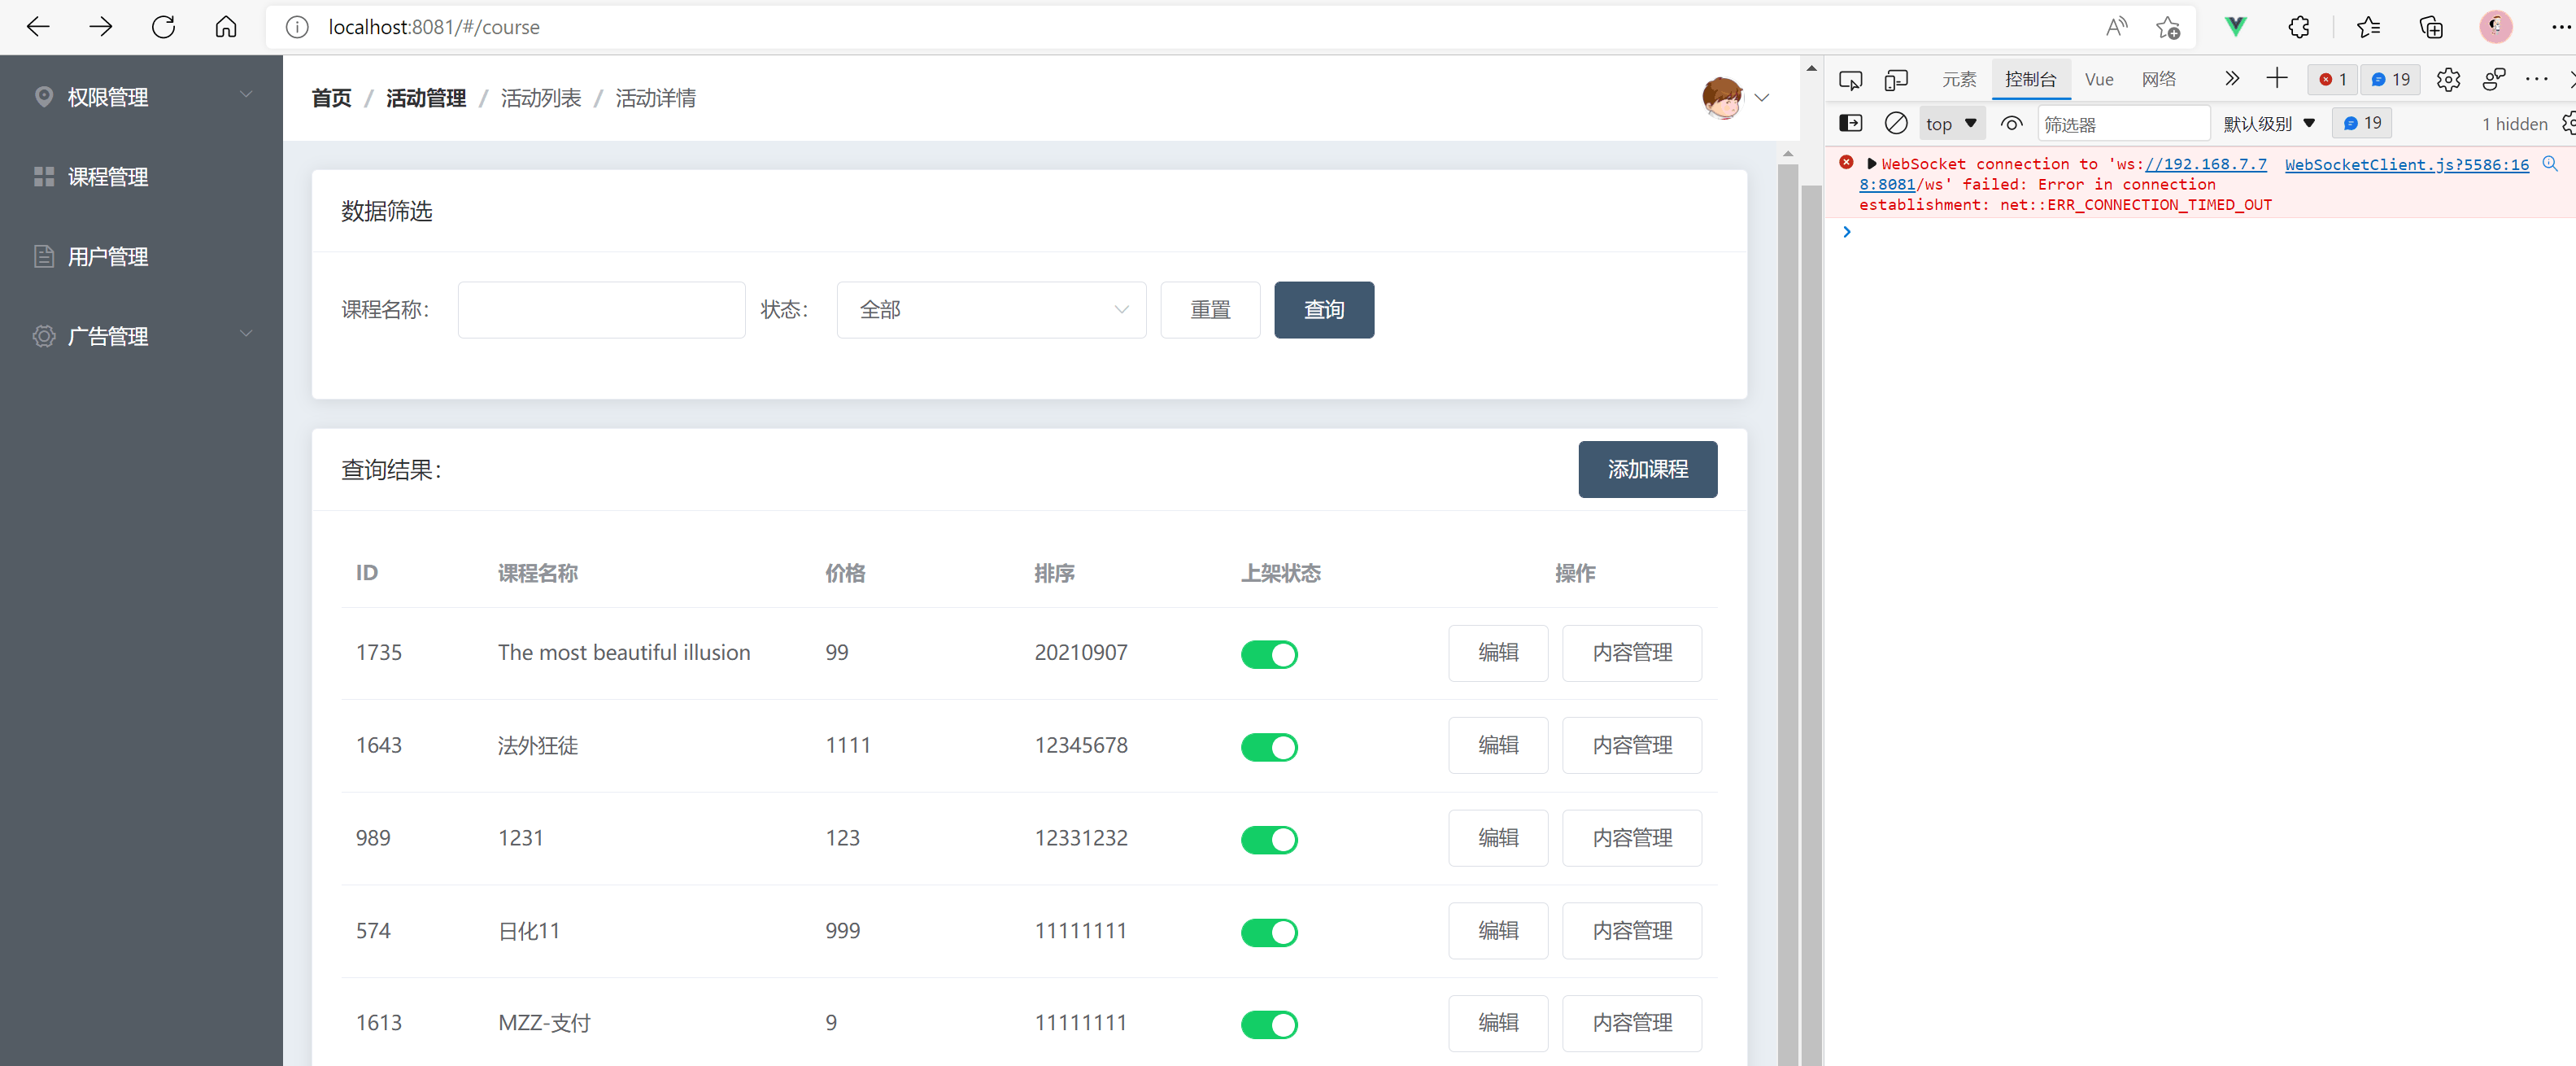 localhost:8081/#/course
权限管理
课程管理
用户管理
广告管理
首页 / 活动管理 / 活动列表 / 活动详情
数据筛选
课程名称： 状态： 全部 重置 查询
查询结果： 添加课程
ID 课程名称 价格 排序 上架状态 操作
1735 The most beautiful illusion 99 20210907 编辑 内容管理
1643 法外狂徒 1111 12345678 编辑 内容管理
989 1231 123 12331232 编辑 内容管理
574 日化11 999 11111111 编辑 内容管理
1613 MZZ-支付 9 11111111 编辑 内容管理
元素 控制台 Vue 网络 1 19
top 筛选器 默认级别 19 1 hidden
WebSocket connection to 'ws://192.168.7.7 WebSocketClient.js?5586:16
8:8081/ws' failed: Error in connection
establishment: net::ERR_CONNECTION_TIMED_OUT